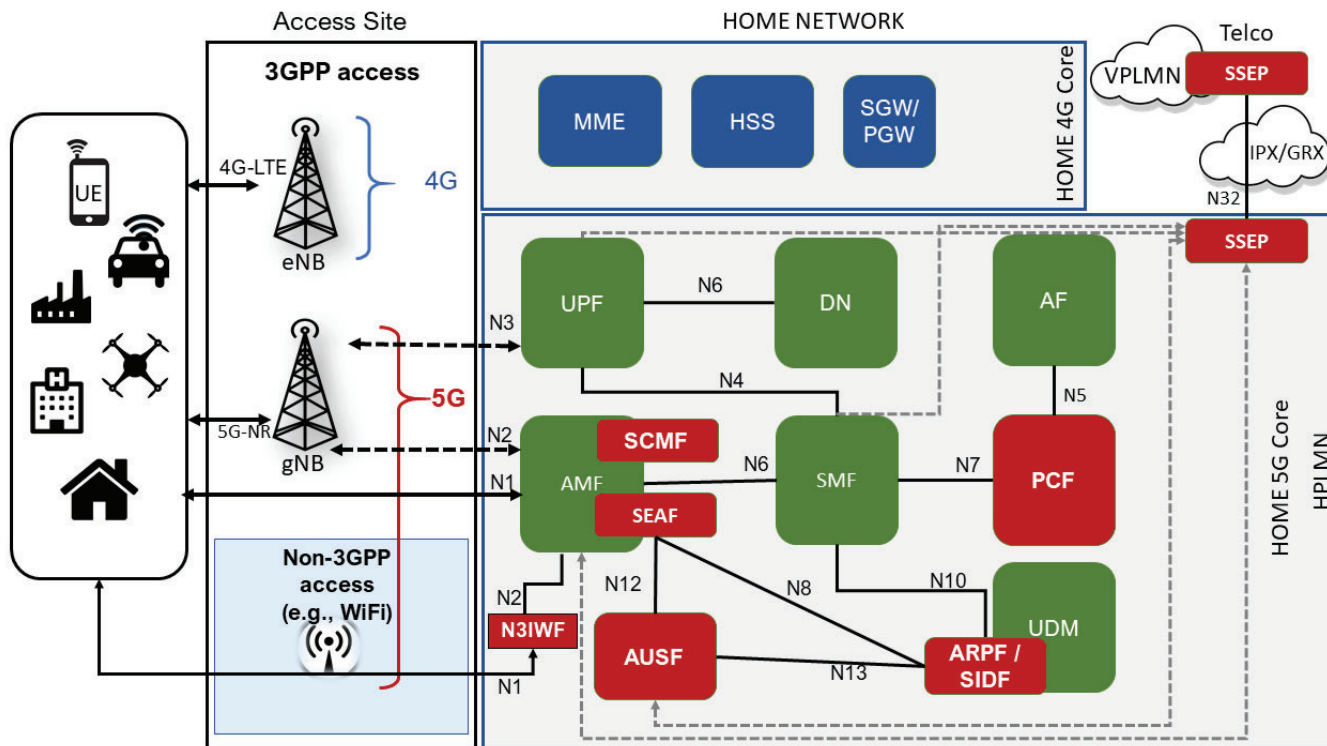 Access Site
HOME NETWORK
Telco
3GPP access
VPLMN
SSEP
MME
HSS
SGW/
PGW
HOME 4G Core
IPX/GRX
UE
4G-LTE
4G
eNB
N32
SSEP
UPF
N6
DN
AF
N3
N4
N5
5G
5G-NR
gNB
N2
SCMF
AMF
N6
SMF
N7
PCF
N1
SEAF
HOME 5G Core
HPLMN
Non-3GPP
access
(e.g., WiFi)
N2
N12
N8
N10
N3IWF
UDM
AUSF
ARPF /
SIDF
N13
N1